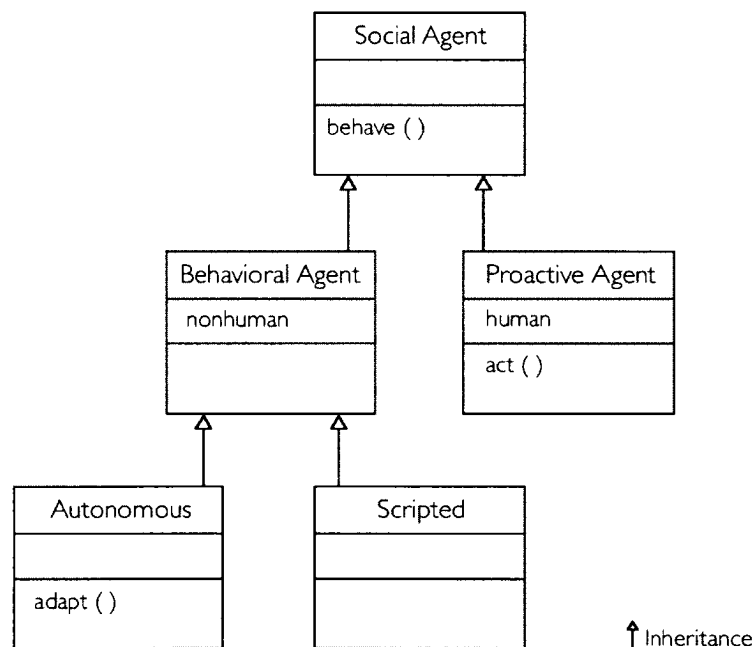 Social Agent
behave ( )
Behavioral Agent
nonhuman
Proactive Agent
human
act ( )
Autonomous
adapt ( )
Scripted
Inheritance